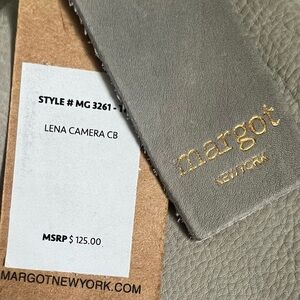 STYLE # MG 3261 -
LENA CAMERA CB
MSRP $ 125.00
MARGOTNEWYORK.COM
margot
NEW YORK